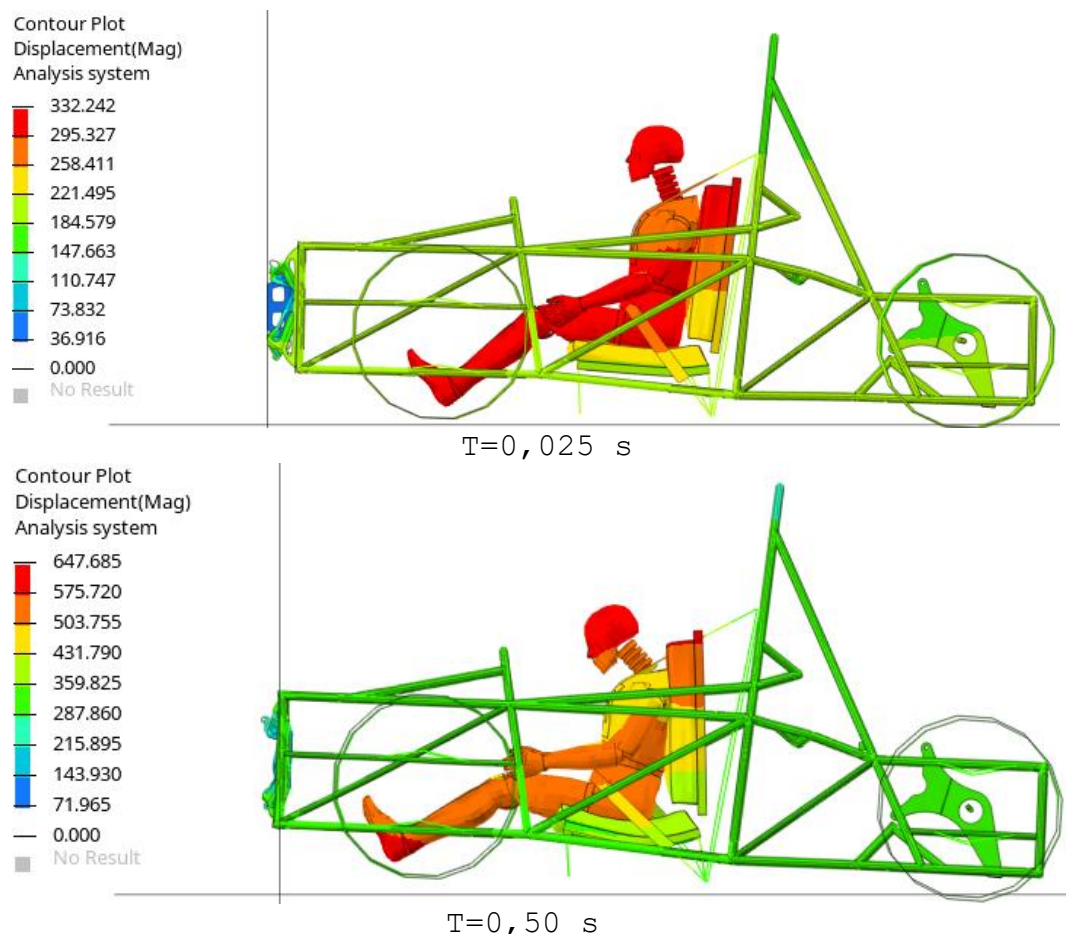 Contour Plot
Displacement(Mag)
Analysis system
332.242
295.327
258.411
221.495
184.579
147.663
110.747
73.832
36.916
0.000
No Result
T=0,025 s
Contour Plot
Displacement(Mag)
Analysis system
647.685
575.720
503.755
431.790
359.825
287.860
215.895
143.930
71.965
0.000
No Result
T=0,50 s